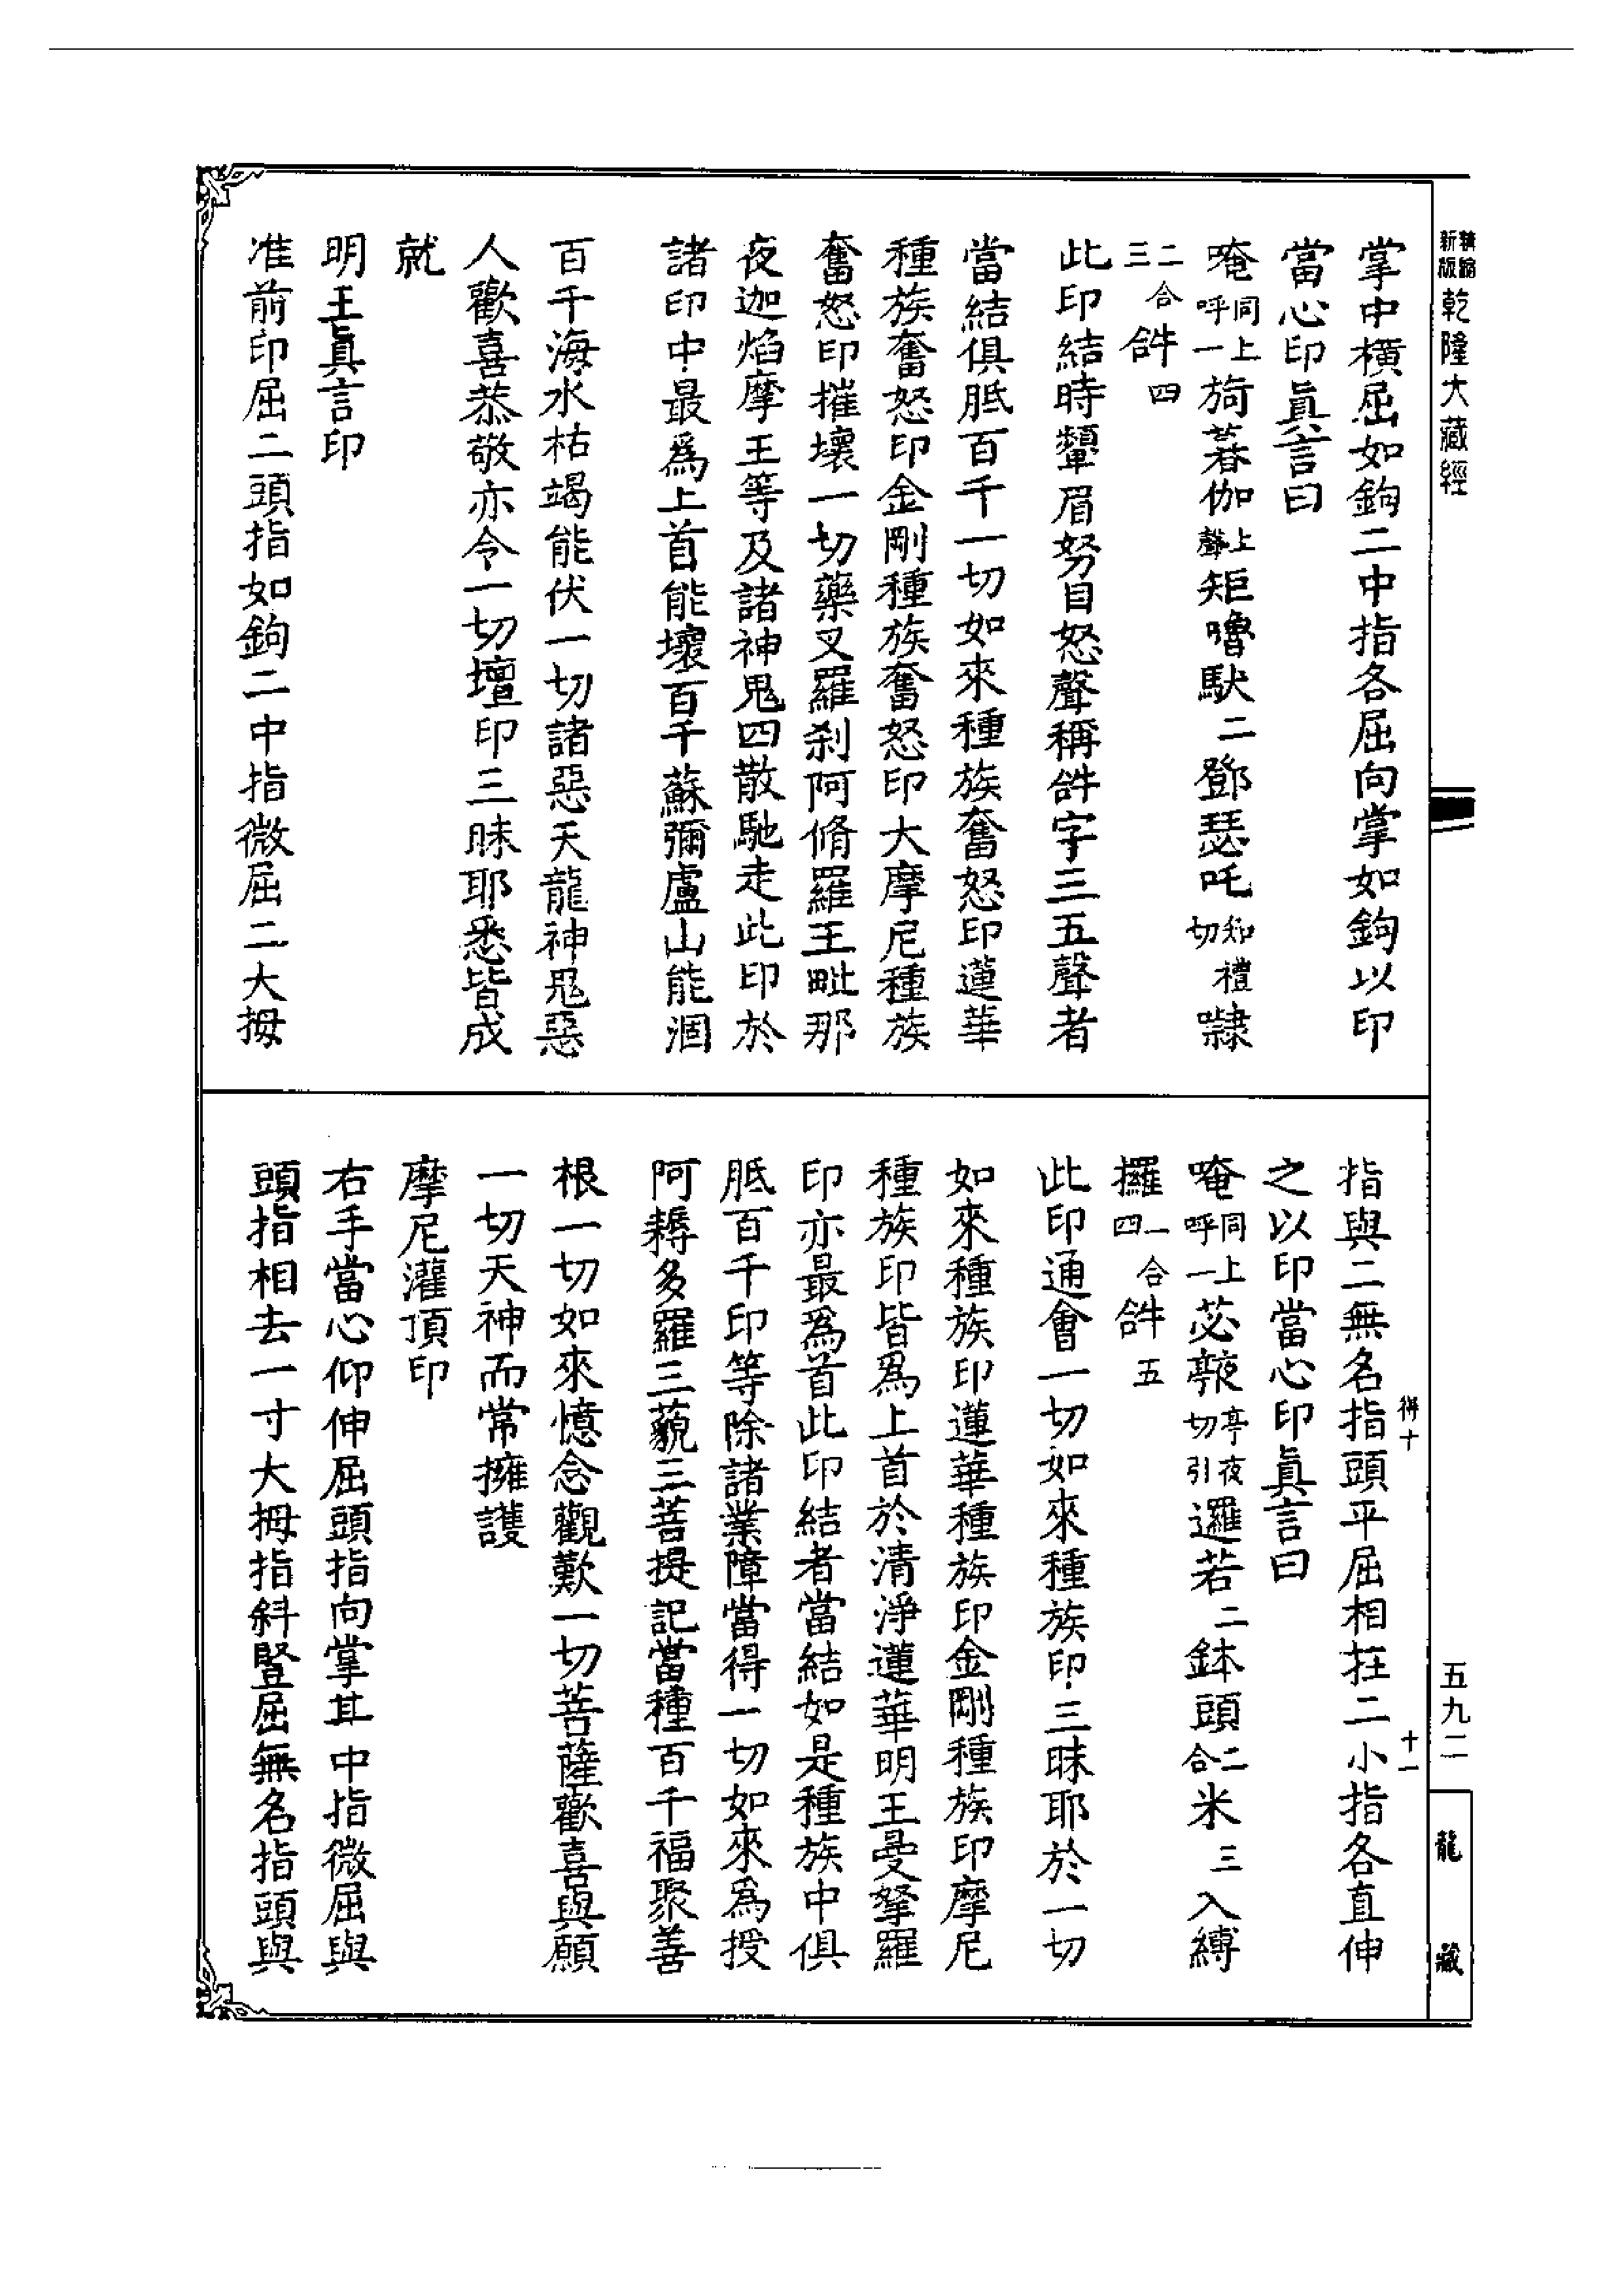 精縮新版乾隆大藏經
掌中橫屈如鉤二中指各屈向掌如鉤以印
當心印眞言曰
唵同上呼一旖暮伽上聲矩嚕馱二鄧瑟吒知禮切㘑
二合三𤙖四
此印結時顰眉努目怒聲稱𤙖字三五聲者
當結俱胝百千一切如來種族奮怒印蓮華
種族奮怒印金剛種族奮怒印大摩尼種族
奮怒印摧壞一切藥叉羅刹阿脩羅王毗那
夜迦焰摩王等及諸神鬼四散馳走此印於
諸印中最爲上首能壞百千蘇彌盧山能涸
百千海水枯竭能伏一切諸惡天龍神鬼惡
人歡喜恭敬亦令一切壇印三昧耶悉皆成
就
明王眞言印
准前印屈二頭指如鉤二中指微屈二大拇
指與二無名指頭平屈相拄二小指各直伸
之以印當心印眞言曰
唵同上呼一苾亭夜切引邏若二鉢頭二合米三入縛
攞二合四𤙖五
此印通會一切如來種族印三昧耶於一切
如來種族印蓮華種族印金剛種族印摩尼
種族印皆爲上首於清淨蓮華明王曼拏羅
印亦最爲首此印結者當結如是種族中俱
胝百千印等除諸業障當得一切如來爲授
阿耨多羅三藐三菩提記當種百千福聚善
根一切如來憶念觀歎一切菩薩歡喜與願
一切天神而常擁護
摩尼灌頂印
右手當心仰伸屈頭指向掌其中指微屈與
頭指相去一寸大拇指斜豎屈無名指頭與
得十
十一
五九二
龍藏